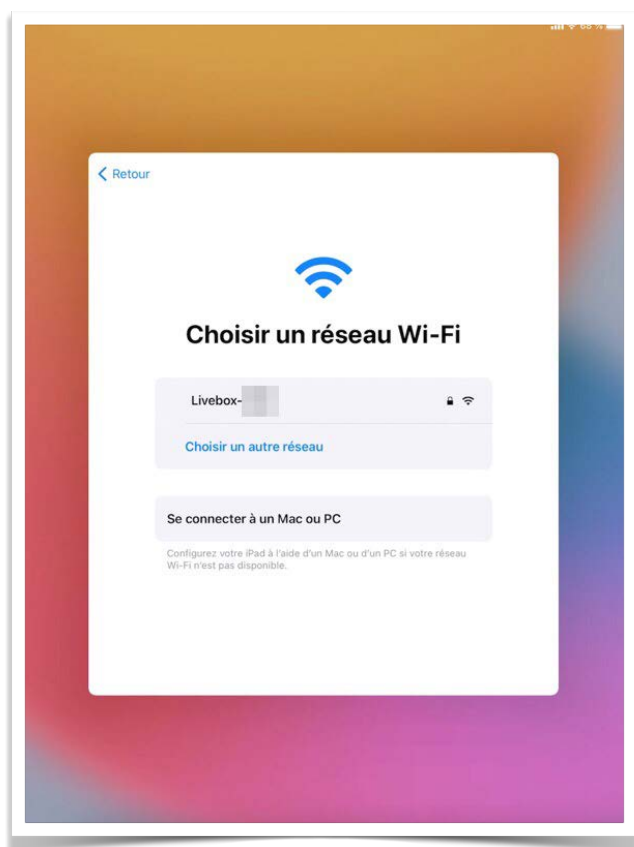 68 %
Retour
Choisir un réseau Wi-Fi
Livebox-
Choisir un autre réseau
Se connecter à un Mac ou PC
Configurez votre iPad à l'aide d'un Mac ou d'un PC si votre réseau
Wi-Fi n'est pas disponible.